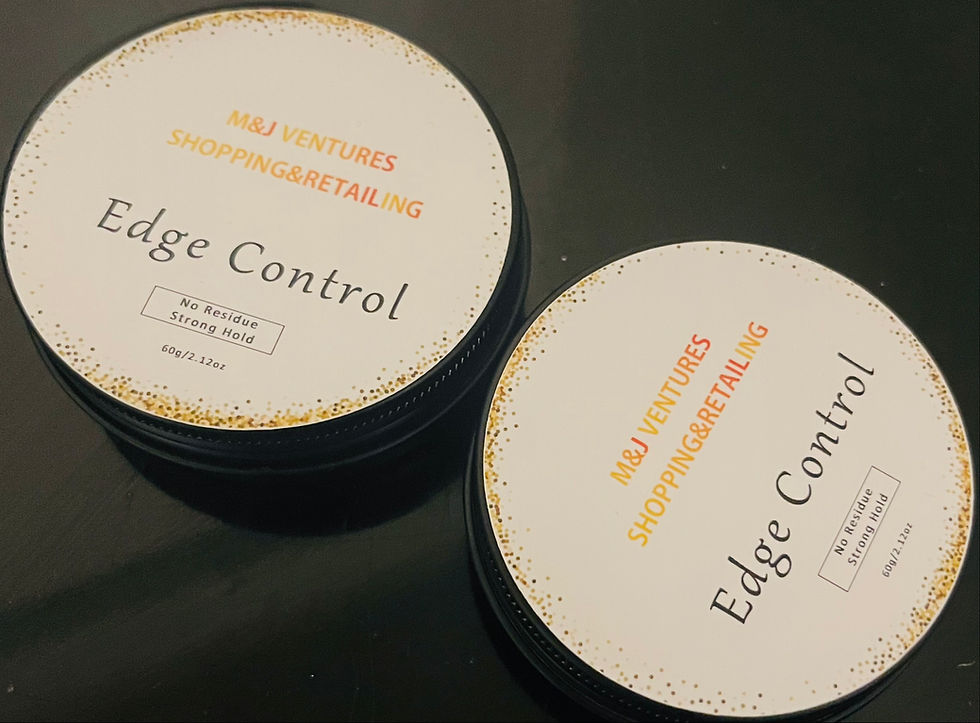 M&J VENTURES
SHOPPING&RETAILING
Edge Control
No Residue
Strong Hold
60g/2.12oz
M&J VENTURES
SHOPPING&RETAILING
Edge Control
No Residue
Strong Hold
60g/2.12oz